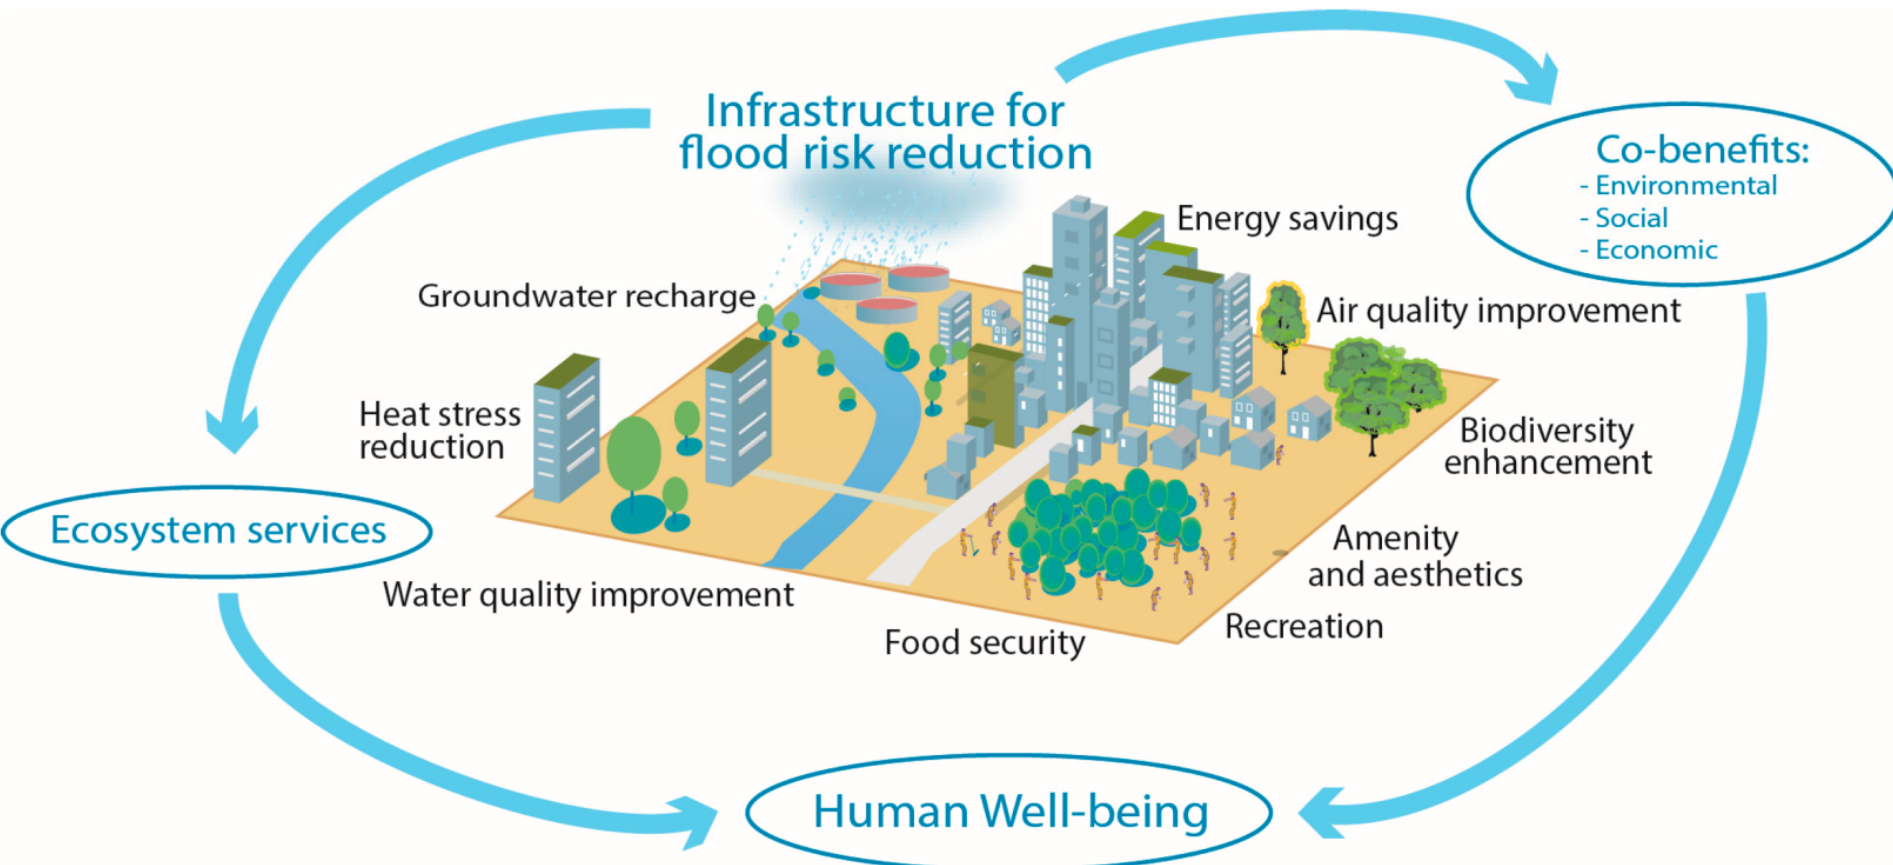 Infrastructure for
flood risk reduction
Co-benefits:
- Environmental
- Social
- Economic
Energy savings
Groundwater recharge
Air quality improvement
Heat stress
reduction
Biodiversity
enhancement
Ecosystem services
Amenity
and aesthetics
Water quality improvement
Recreation
Food security
Human Well-being